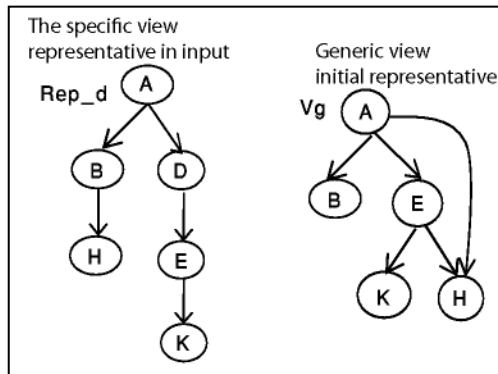 The specific view
representative in input
Rep_d
A
B
D
H
E
K
Generic view
initial representative
Vg
A
B
E
K
H